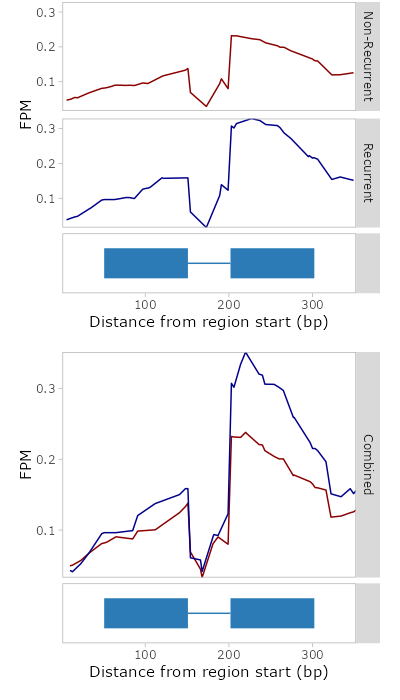 Non-Recurrent
0.3
0.2
0.1
FPM
Recurrent
0.3
0.2
0.1
100 200 300
Distance from region start (bp)
Combined
0.3
0.2
0.1
FPM
100 200 300
Distance from region start (bp)